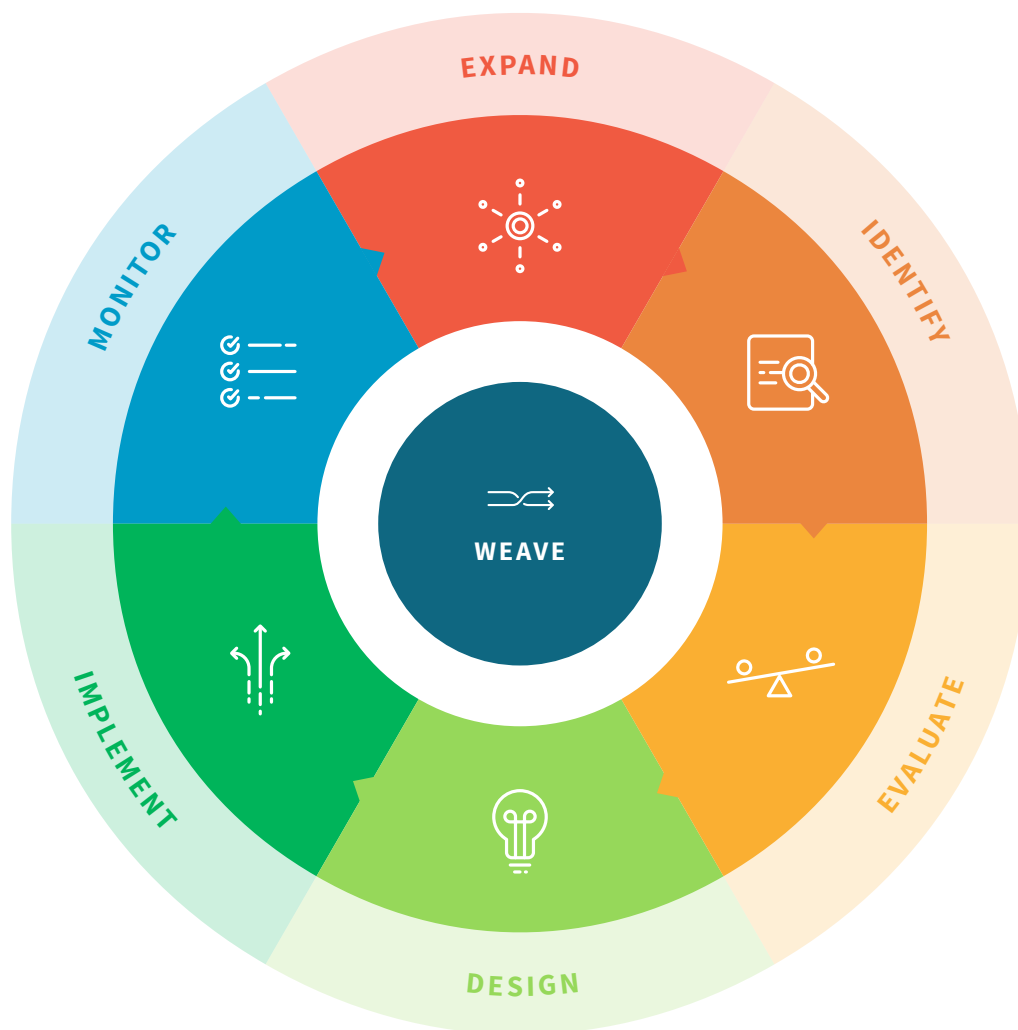 EXPAND
IDENTIFY
EVALUATE
DESIGN
IMPLEMENT
MONITOR
WEAVE